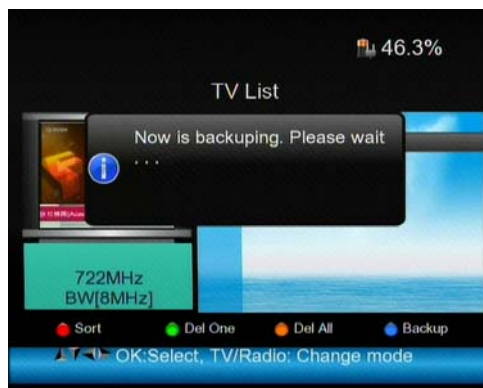 46.3%
TV List
Now is backuping. Please wait
. . .
722MHz
BW[8MHz]
Sort
Del One
Del All
Backup
OK:Select, TV/Radio: Change mode